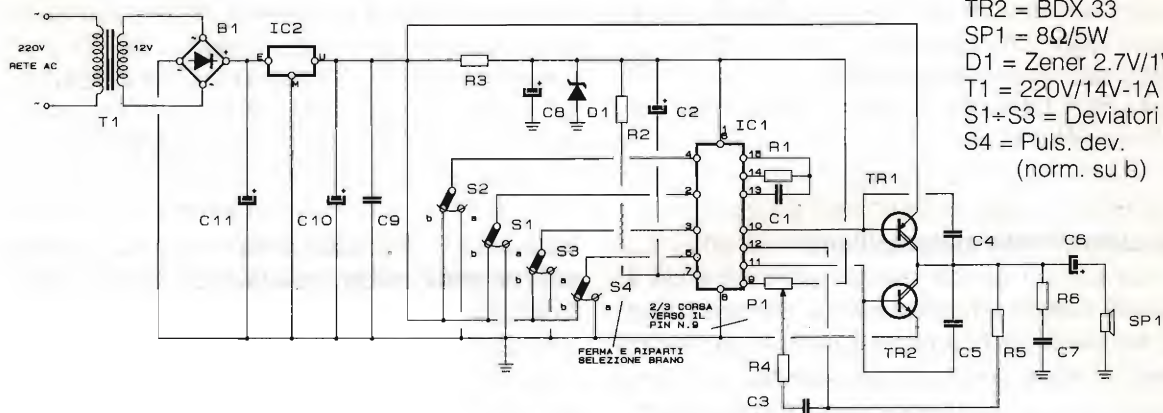 TR2 = BDX 33
SP1 = 8Ω/5W
D1 = Zener 2.7V/1
T1 = 220V/14V-1A
S1÷S3 = Deviatori
S4 = Puls. dev.
(norm. su b)
~
~
220V
RETE AC
T1
12V
B1
~
~
+
-
E
IC2
U
M
C11
+
C10
+
C9
R3
C8
+
D1
R2
C2
+
IC1
1
4
2
3
7
8
15
14
13
10
12
11
9
R1
C1
P1
S2
b
a
S1
b
a
S3
b
a
S4
b
a
2/3 CORSA
VERSO IL
PIN N.9
FERMA E RIPARTI
SELEZIONE BRANO
TR1
TR2
C4
C5
R4
C3
R5
R6
C7
C6
+
SP1